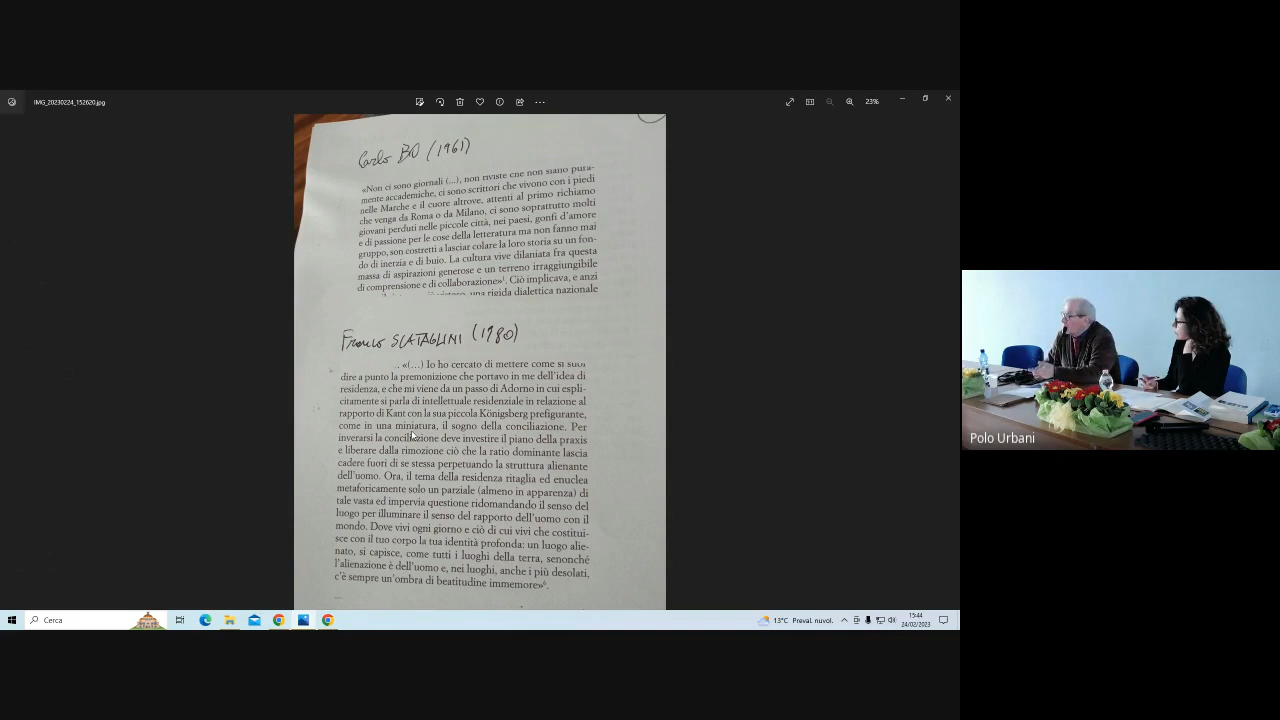 IMG_20230224_152620.jpg
23%
Carlo BO (1961)
«Non ci sono giornali (...), non riviste che non siano pura-
mente accademiche, ci sono scrittori che vivono con i piedi
nelle Marche e il cuore altrove, attenti al primo richiamo
che venga da Roma o da Milano, ci sono soprattutto molti
giovani perduti nelle piccole città, nei paesi, gonfi d'amore
e di passione per le cose della letteratura ma non fanno mai
gruppo, son costretti a lasciar colare la loro storia su un fon-
do di inerzia e di buio. La cultura vive dilaniata fra questa
massa di aspirazioni generose e un terreno irraggiungibile
di comprensione e di collaborazione»¹. Ciò implicava, e anzi
una rigida dialettica nazionale
Franco SCATAGLINI (1980)
«(...) Io ho cercato di mettere come si suol
dire a punto la premonizione che portavo in me dell'idea di
residenza, e che mi viene da un passo di Adorno in cui espli-
citamente si parla di intellettuale residenziale in relazione al
rapporto di Kant con la sua piccola Königsberg prefigurante,
come in una miniatura, il sogno della conciliazione. Per
inverarsi la conciliazione deve investire il piano della praxis
e liberare dalla rimozione ciò che la ratio dominante lascia
cadere fuori di se stessa perpetuando la struttura alienante
dell'uomo. Ora, il tema della residenza ritaglia ed enuclea
metaforicamente solo un parziale (almeno in apparenza) di
tale vasta ed impervia questione ridomandando il senso del
luogo per illuminare il senso del rapporto dell'uomo con il
mondo. Dove vivi ogni giorno e ciò di cui vivi che costitui-
sce con il tuo corpo la tua identità profonda: un luogo alie-
nato, si capisce, come tutti i luoghi della terra, senonché
l'alienazione è dell'uomo e, nei luoghi, anche i più desolati,
c'è sempre un'ombra di beatitudine immemore»⁶.
Polo Urbani
Cerca
13°C Preval. nuvol.
15:44
24/02/2023